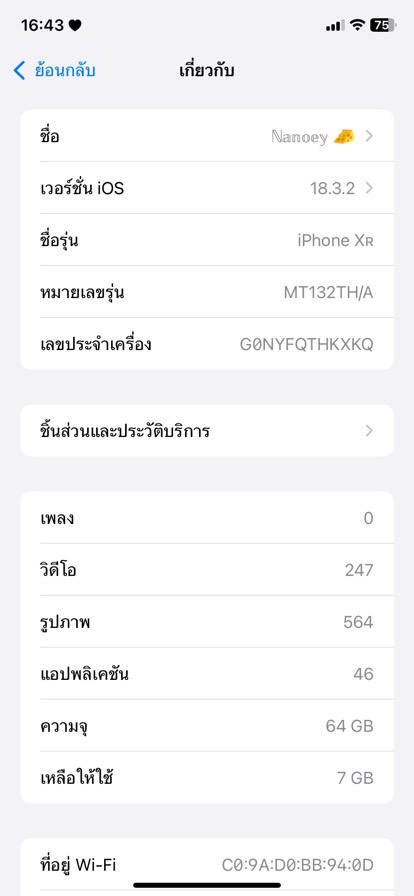 16:43 75
ย้อนกลับ เกี่ยวกับ
ชื่อ Nanoey
เวอร์ชั่น iOS 18.3.2
ชื่อรุ่น iPhone XR
หมายเลขรุ่น MT132TH/A
เลขประจำเครื่อง G0NYFQTHKXKQ
ชิ้นส่วนและประวัติบริการ
เพลง 0
วิดีโอ 247
รูปภาพ 564
แอปพลิเคชัน 46
ความจุ 64 GB
เหลือให้ใช้ 7 GB
ที่อยู่ Wi-Fi C0:9A:D0:BB:94:0D